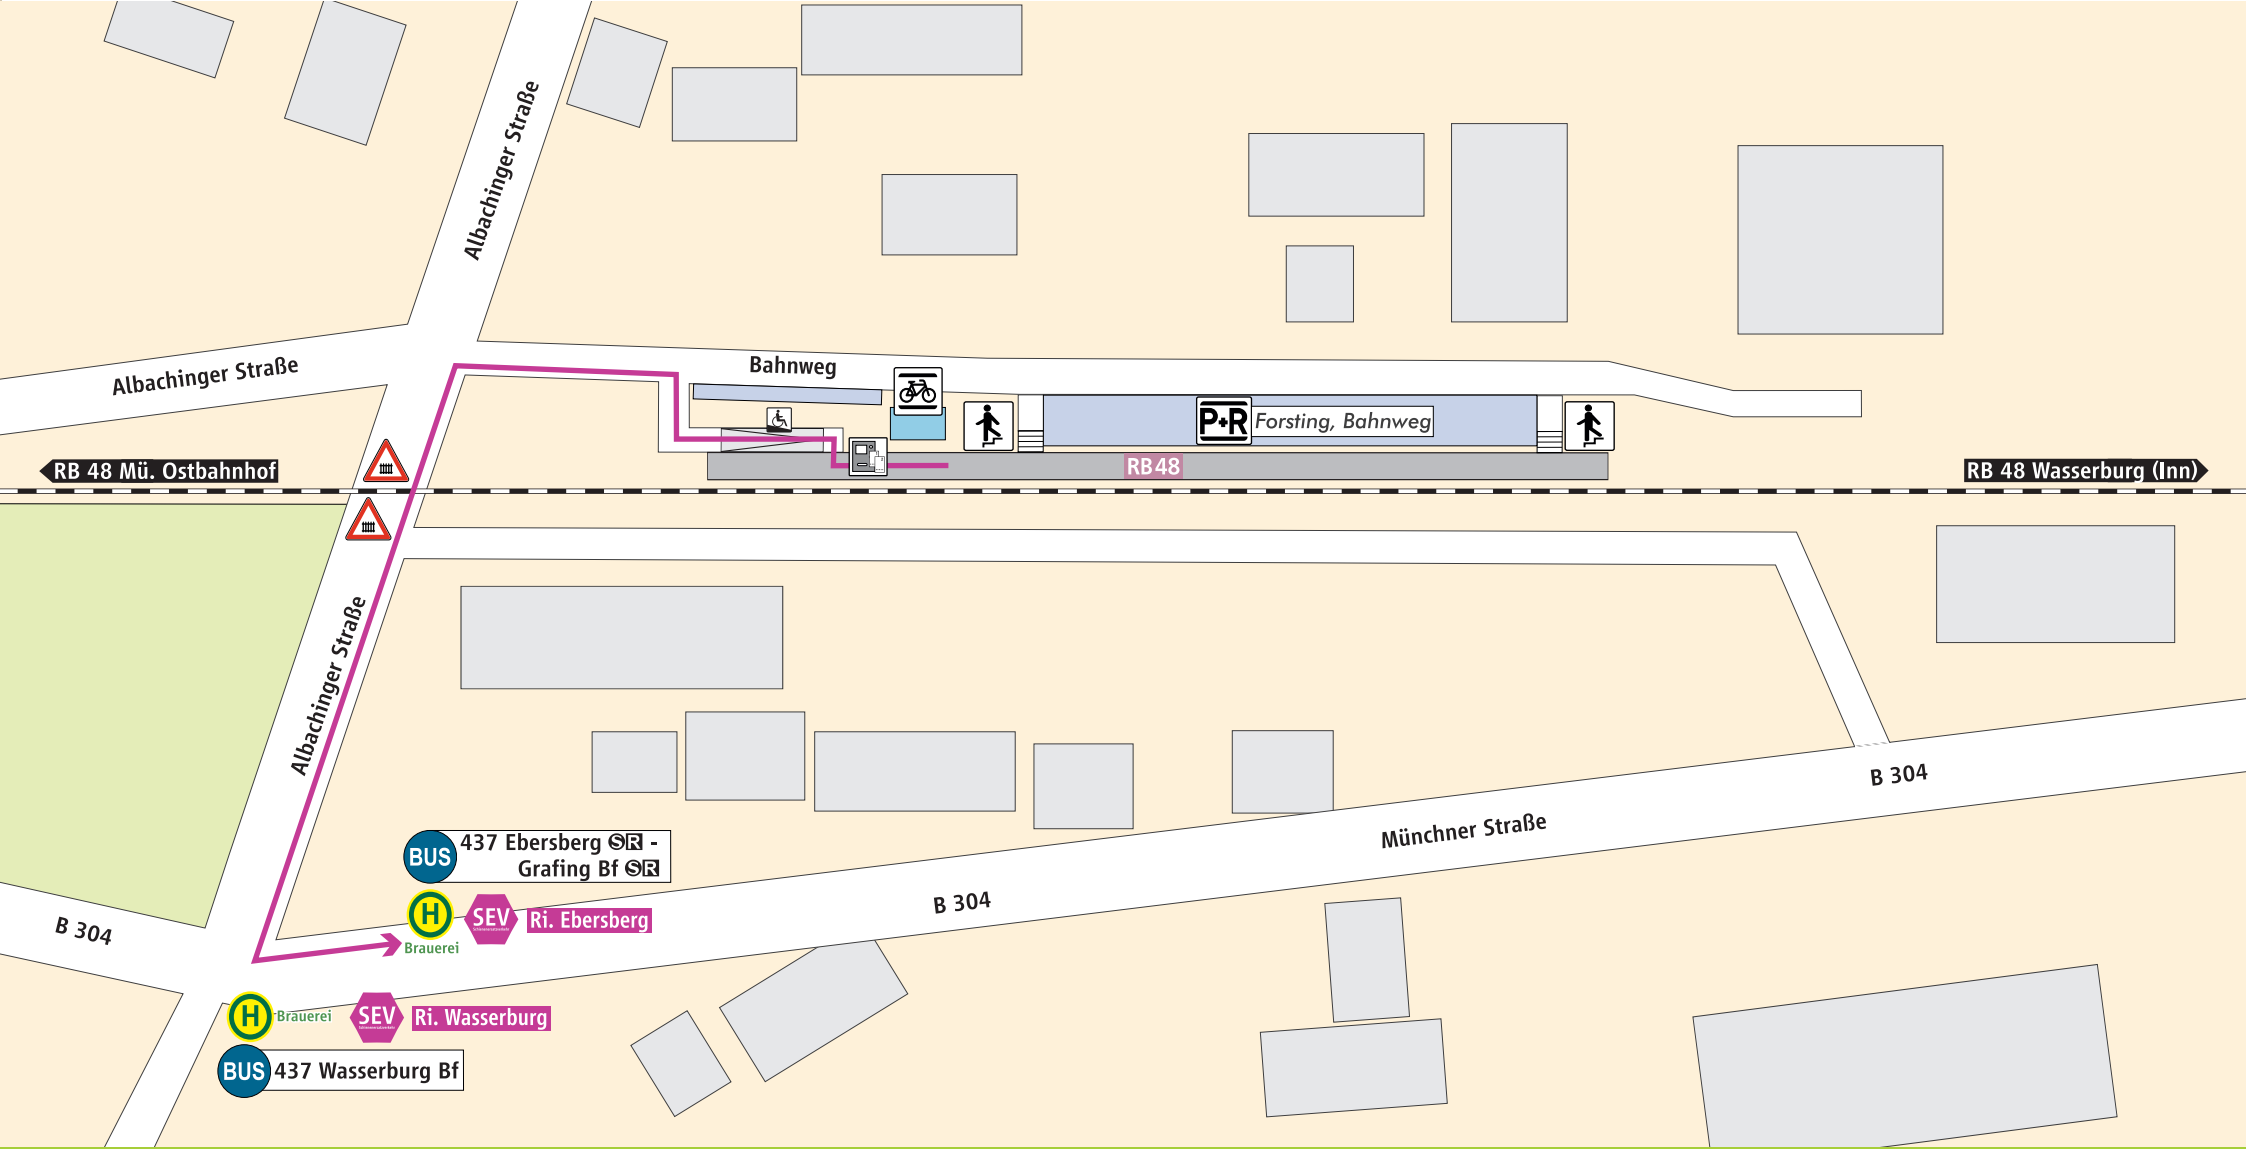 Albachinger Straße
Albachinger Straße
Bahnweg
P+R Forsting, Bahnweg
RB 48 Mü. Ostbahnhof
RB48
RB 48 Wasserburg (Inn)
Albachinger Straße
B 304
Münchner Straße
BUS 437 Ebersberg SR -
Grafing Bf SR
B 304
B 304
H SEV Ri. Ebersberg
Brauerei
H Brauerei SEV Ri. Wasserburg
BUS 437 Wasserburg Bf